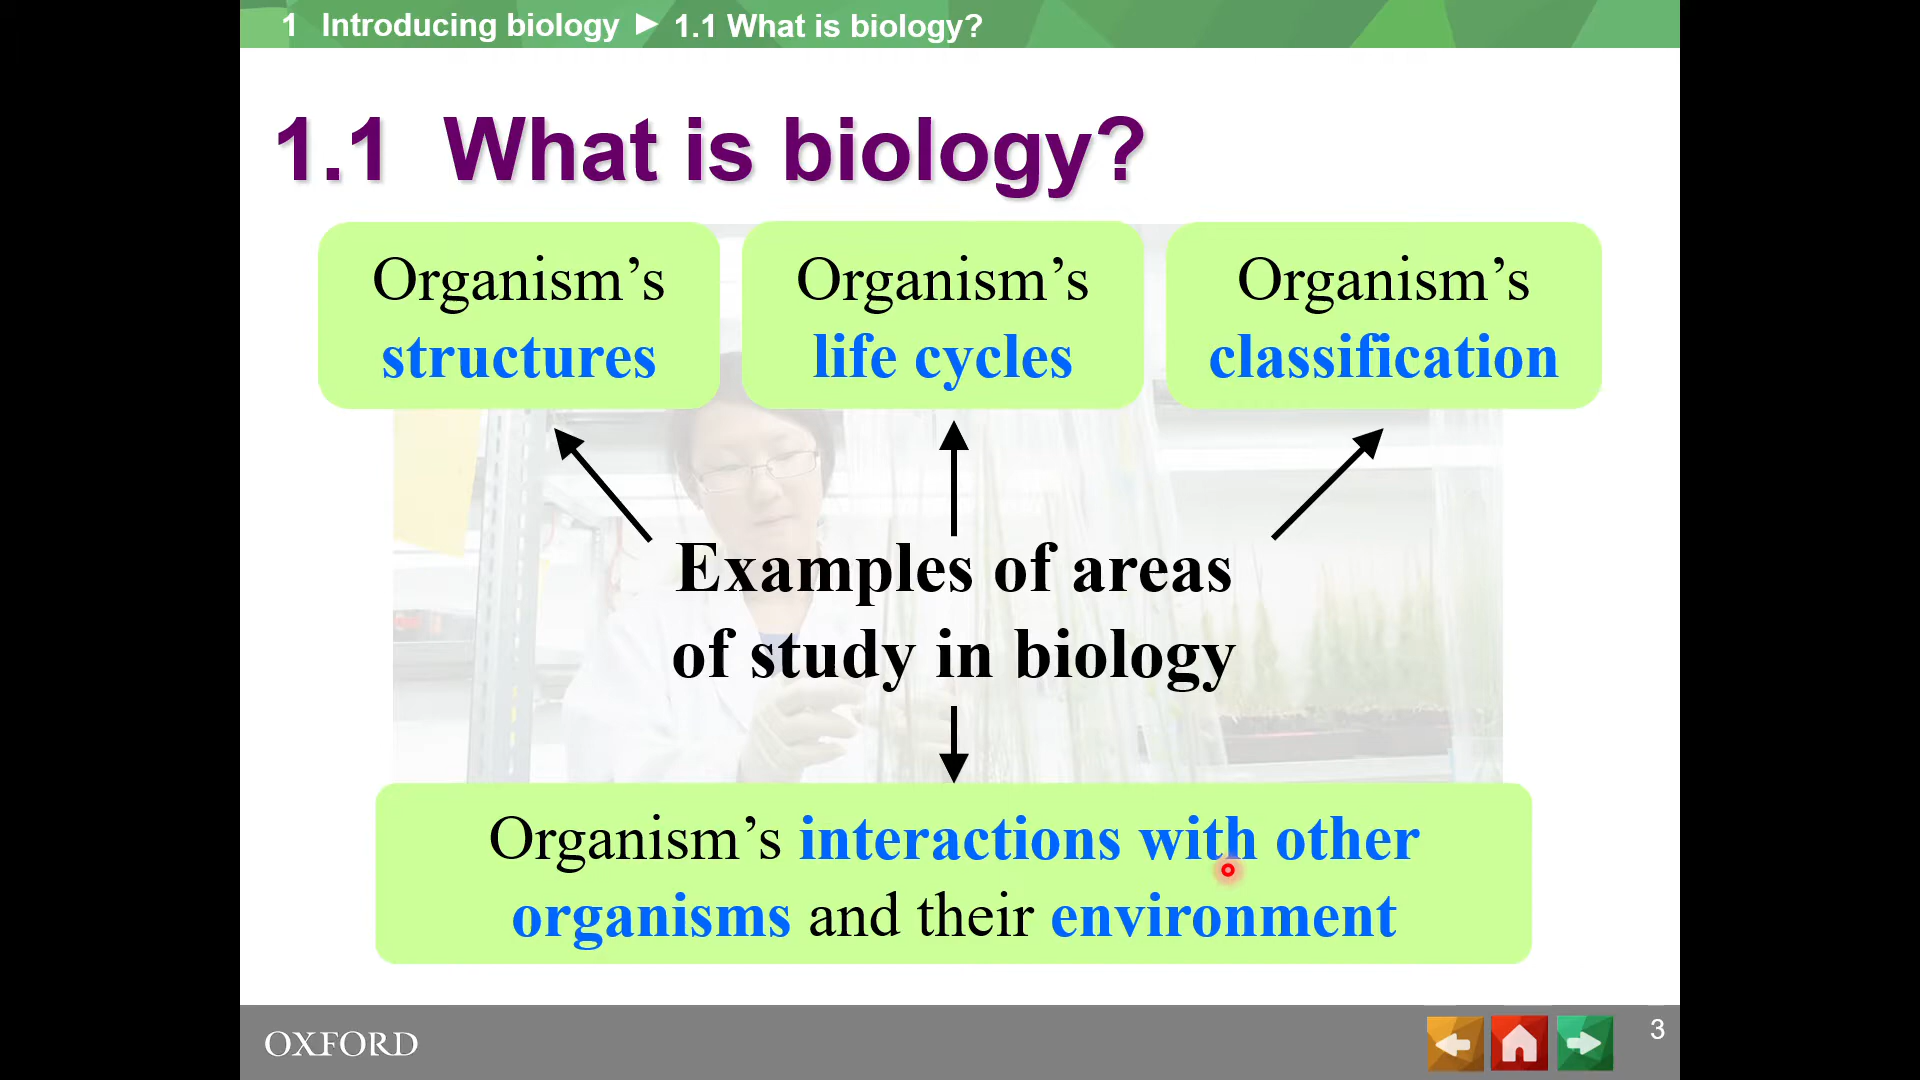 1 Introducing biology ► 1.1 What is biology?
1.1 What is biology?
Organism’s
structures
Organism’s
life cycles
Organism’s
classification
Examples of areas
of study in biology
Organism’s interactions with other
organisms and their environment
OXFORD
3